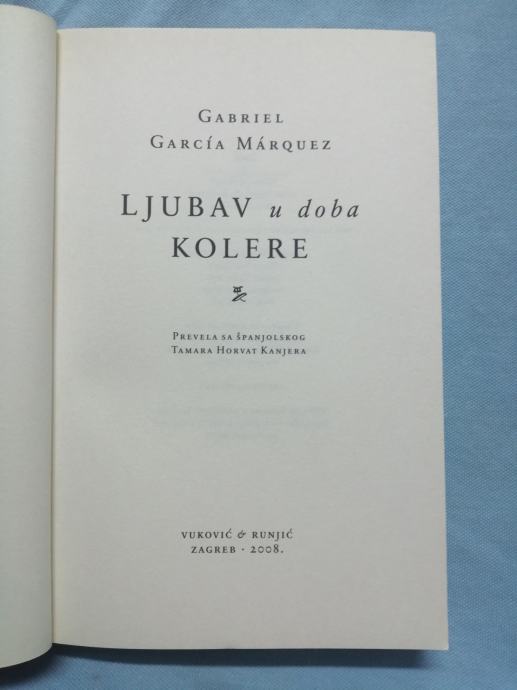 GABRIEL
GARCÍA MÁRQUEZ
LJUBAV u doba
KOLERE
PREVELA SA ŠPANJOLSKOG
TAMARA HORVAT KANJERA
VUKOVIĆ & RUNJIĆ
ZAGREB · 2008.